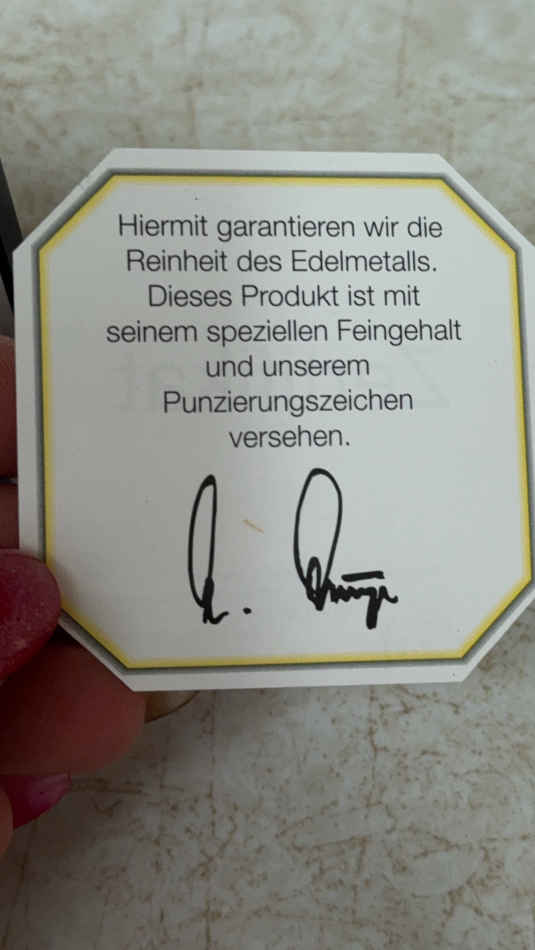 Hiermit garantieren wir die
Reinheit des Edelmetalls.
Dieses Produkt ist mit
seinem speziellen Feingehalt
und unserem
Punzierungszeichen
versehen.